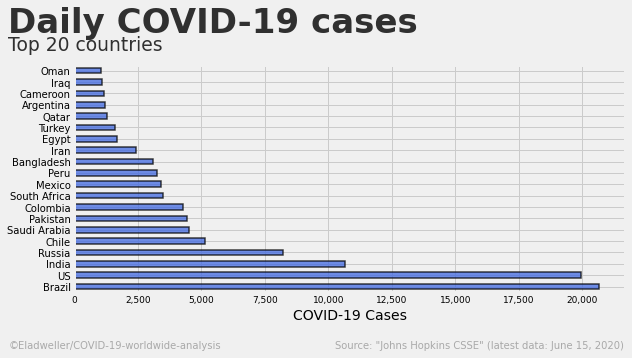 Daily COVID-19 cases
Top 20 countries
Oman
Iraq
Cameroon
Argentina
Qatar
Turkey
Egypt
Iran
Bangladesh
Peru
Mexico
South Africa
Colombia
Pakistan
Saudi Arabia
Chile
Russia
India
US
Brazil
0 2,500 5,000 7,500 10,000 12,500 15,000 17,500 20,000
COVID-19 Cases
©Eladweller/COVID-19-worldwide-analysis Source: "Johns Hopkins CSSE" (latest data: June 15, 2020)